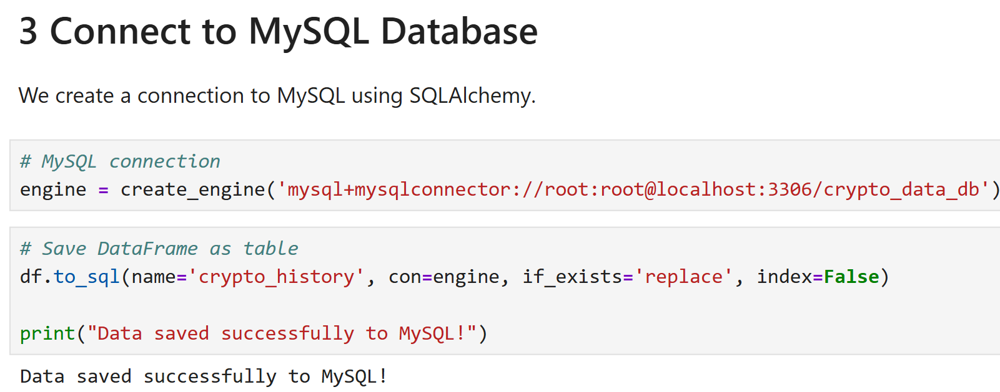 3 Connect to MySQL Database
We create a connection to MySQL using SQLAlchemy.
# MySQL connection
engine = create_engine('mysql+mysqlconnector://root:root@localhost:3306/crypto_data_db')
# Save DataFrame as table
df.to_sql(name='crypto_history', con=engine, if_exists='replace', index=False)
print("Data saved successfully to MySQL!")
Data saved successfully to MySQL!